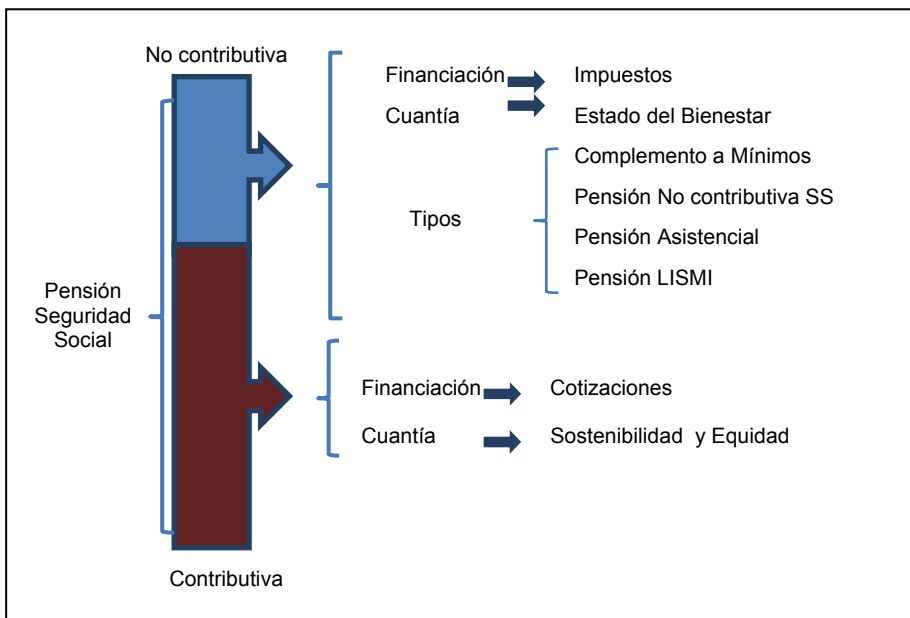 No contributiva
Financiación Impuestos
Cuantía Estado del Bienestar
Complemento a Mínimos
Pensión No contributiva SS
Tipos
Pensión Asistencial
Pensión LISMI
Pensión
Seguridad
Social
Financiación Cotizaciones
Cuantía Sostenibilidad y Equidad
Contributiva